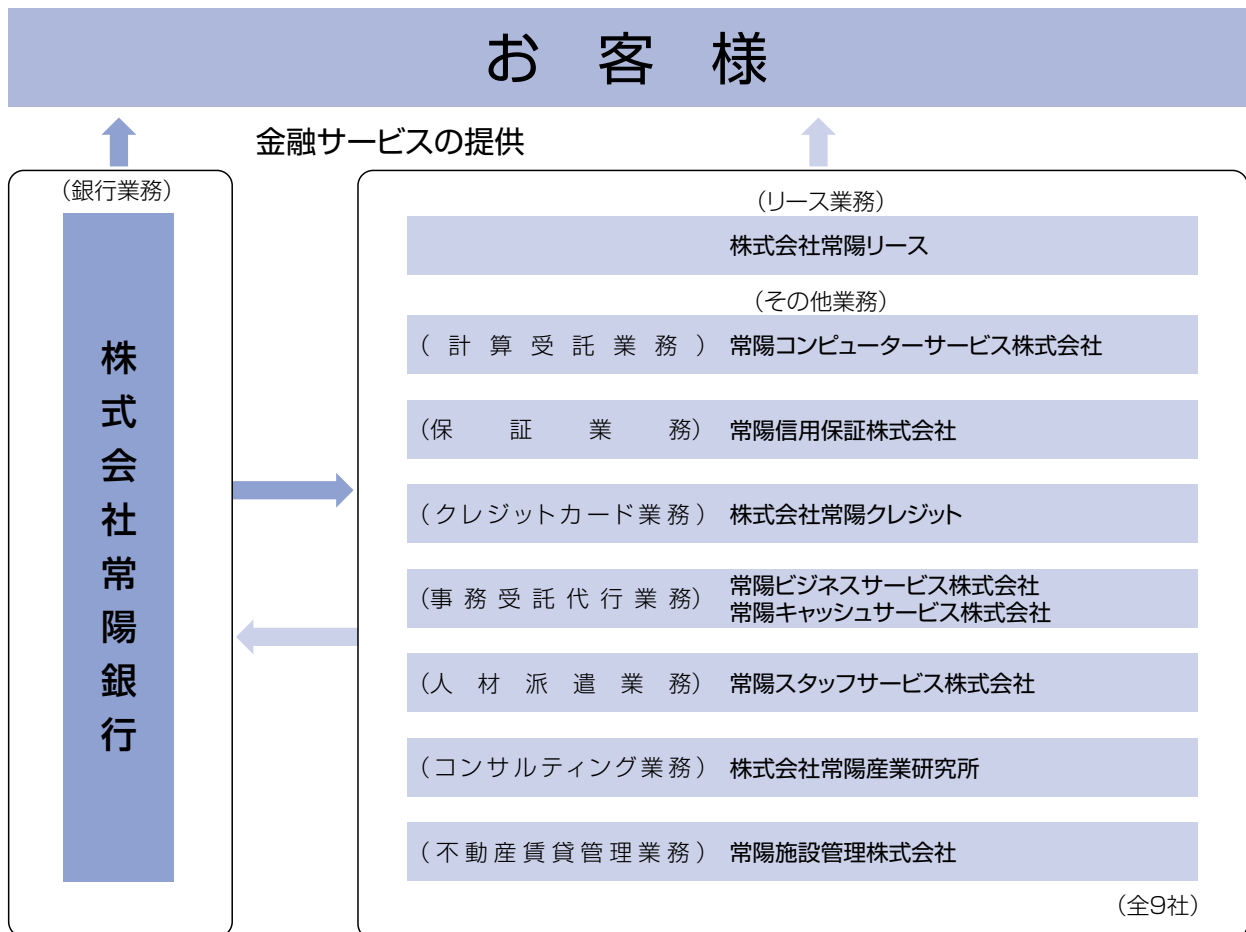 お客様
金融サービスの提供
(銀行業務)
株式会社常陽銀行
(リース業務)
株式会社常陽リース
(その他業務)
(計算受託業務) 常陽コンピューターサービス株式会社
(保証業務) 常陽信用保証株式会社
(クレジットカード業務) 株式会社常陽クレジット
(事務受託代行業務) 常陽ビジネスサービス株式会社
常陽キャッシュサービス株式会社
(人材派遣業務) 常陽スタッフサービス株式会社
(コンサルティング業務) 株式会社常陽産業研究所
(不動産賃貸管理業務) 常陽施設管理株式会社
(全9社)